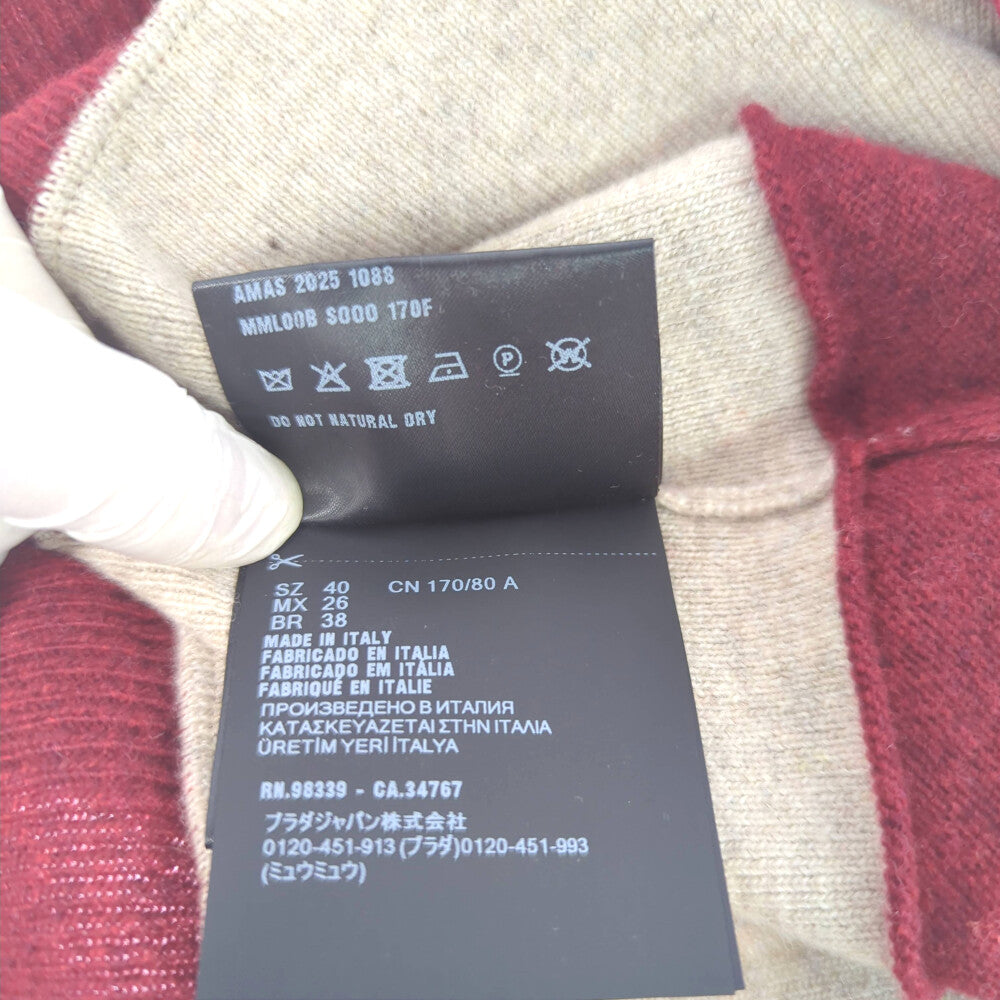 AMAS 2025 1088
MML00B S000 170F
P W
DO NOT NATURAL DRY
SZ 40 CN 170/80 A
MX 26
BR 38
MADE IN ITALY
FABRICADO EN ITALIA
FABRICADO EM ITÁLIA
FABRIQUÉ EN ITALIE
ПРОИЗВЕДЕНО В ИТАЛИЯ
ΚΑΤΑΣΚΕΥΑΖΕΤΑΙ ΣΤΗΝ ΙΤΑΛΙΑ
ÜRETİM YERİ İTALYA
RN.98339 - CA.34767
プラダジャパン株式会社
0120-451-913 (プラダ)0120-451-993
(ミュウミュウ)